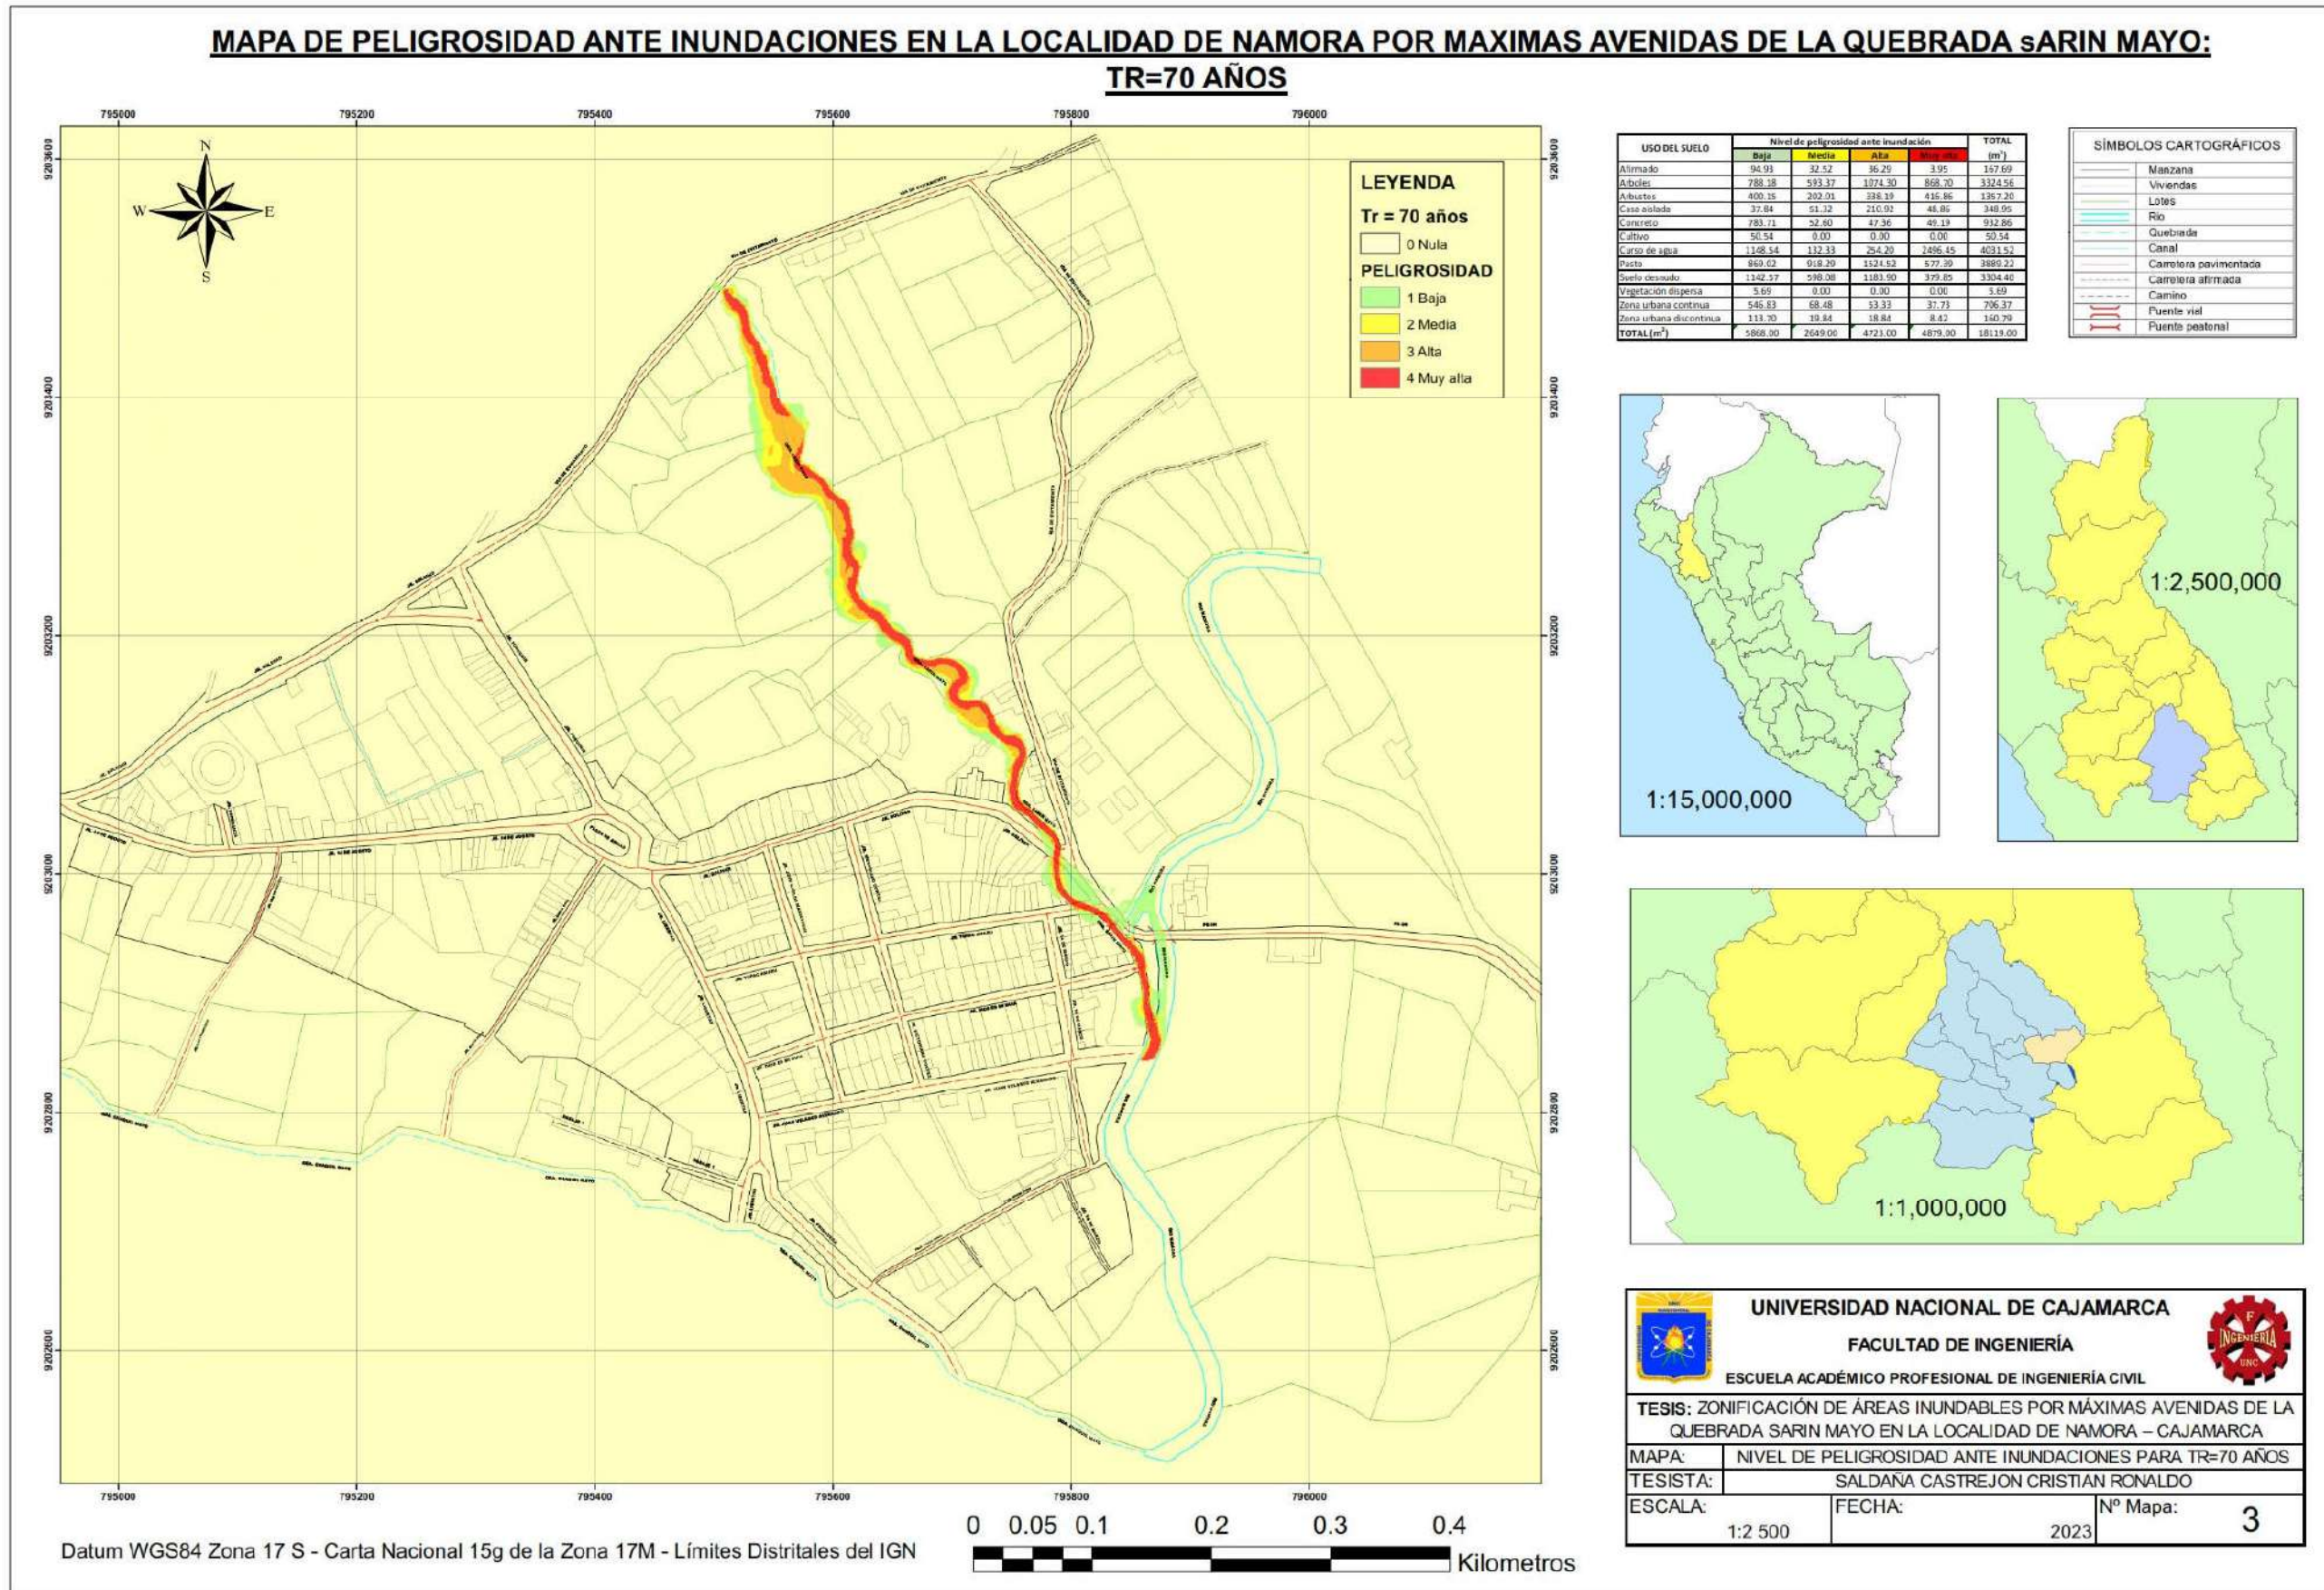 MAPA DE PELIGROSIDAD ANTE INUNDACIONES EN LA LOCALIDAD DE NAMORA POR MAXIMAS AVENIDAS DE LA QUEBRADA sARIN MAYO:
TR=70 AÑOS
795000 795200 795400 795600 795800 796000
N
W E
S
LEYENDA
Tr = 70 años
0 Nula
PELIGROSIDAD
1 Baja
2 Media
3 Alta
4 Muy alta
9203400 9203400
9203200 9203200
9203000 9203000
9202800 9202800
9202600 9202600
PLAZA DE ARMAS
795000 795200 795400 795600 795800 796000
Datum WGS84 Zona 17 S - Carta Nacional 15g de la Zona 17M - Límites Distritales del IGN
0 0.05 0.1 0.2 0.3 0.4
Kilometros
USO DEL SUELO Nivel de peligrosidad ante inundación TOTAL
Baja Media Alta Muy alta (m²)
Afirmado 94.93 32.52 36.29 3.95 167.69
Arboles 788.18 593.37 1074.30 868.70 3324.56
Arbustos 400.15 202.01 338.19 416.86 1357.20
Casa aislada 37.84 51.32 210.92 48.86 348.95
Concreto 783.71 52.60 47.36 49.19 932.86
Cultivo 50.54 0.00 0.00 0.00 50.54
Curso de agua 1148.54 132.33 254.20 2496.45 4031.52
Pasto 869.02 918.29 1524.52 577.39 3889.22
Suelo desnudo 1142.57 598.08 1183.90 379.85 3304.40
Vegetación dispersa 5.69 0.00 0.00 0.00 5.69
Zona urbana continua 546.83 68.48 53.33 37.73 706.37
Zona urbana discontinua 113.70 19.84 18.84 8.42 160.79
TOTAL (m²) 5868.00 2649.00 4723.00 4879.00 18119.00
SÍMBOLOS CARTOGRÁFICOS
Manzana
Viviendas
Lotes
Rio
Quebrada
Canal
Carretera pavimentada
Carretera afirmada
Camino
Puente vial
Puente peatonal
1:15,000,000
1:2,500,000
1:1,000,000
UNIVERSIDAD NACIONAL DE CAJAMARCA
FACULTAD DE INGENIERÍA
ESCUELA ACADÉMICO PROFESIONAL DE INGENIERÍA CIVIL
F
INGENIERÍA
UNC
TESIS: ZONIFICACIÓN DE ÁREAS INUNDABLES POR MÁXIMAS AVENIDAS DE LA
QUEBRADA SARIN MAYO EN LA LOCALIDAD DE NAMORA – CAJAMARCA
MAPA: NIVEL DE PELIGROSIDAD ANTE INUNDACIONES PARA TR=70 AÑOS
TESISTA: SALDAÑA CASTREJON CRISTIAN RONALDO
ESCALA: 1:2 500 FECHA: 2023 Nº Mapa: 3